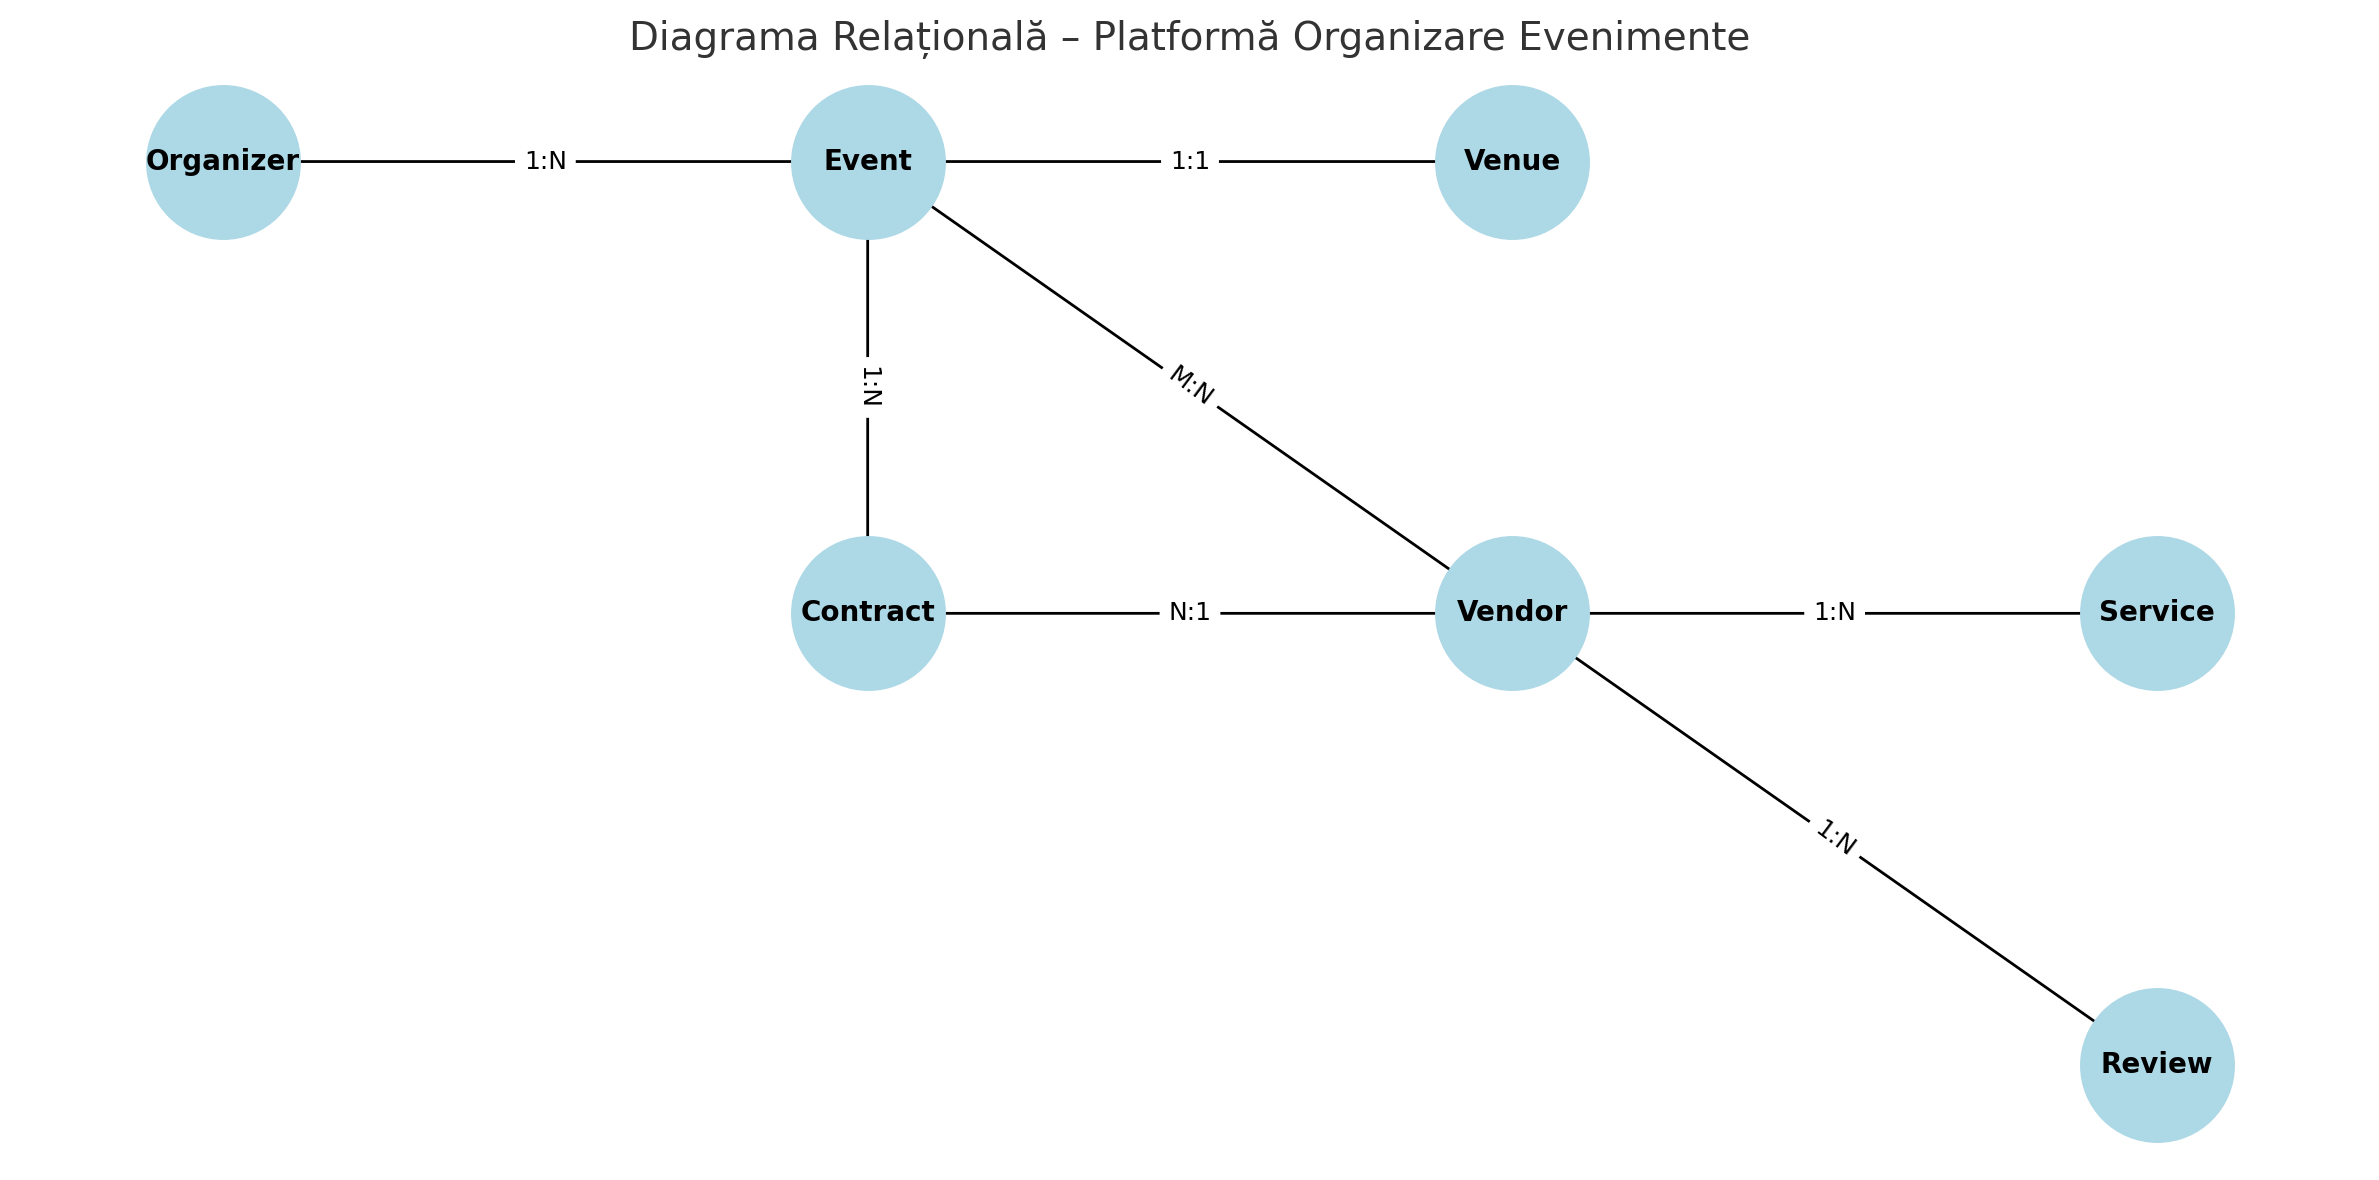 Diagrama Relațională – Platformă Organizare Evenimente
Organizer
1:N
Event
1:1
Venue
1:N
M:N
Contract
N:1
Vendor
1:N
Service
1:N
Review